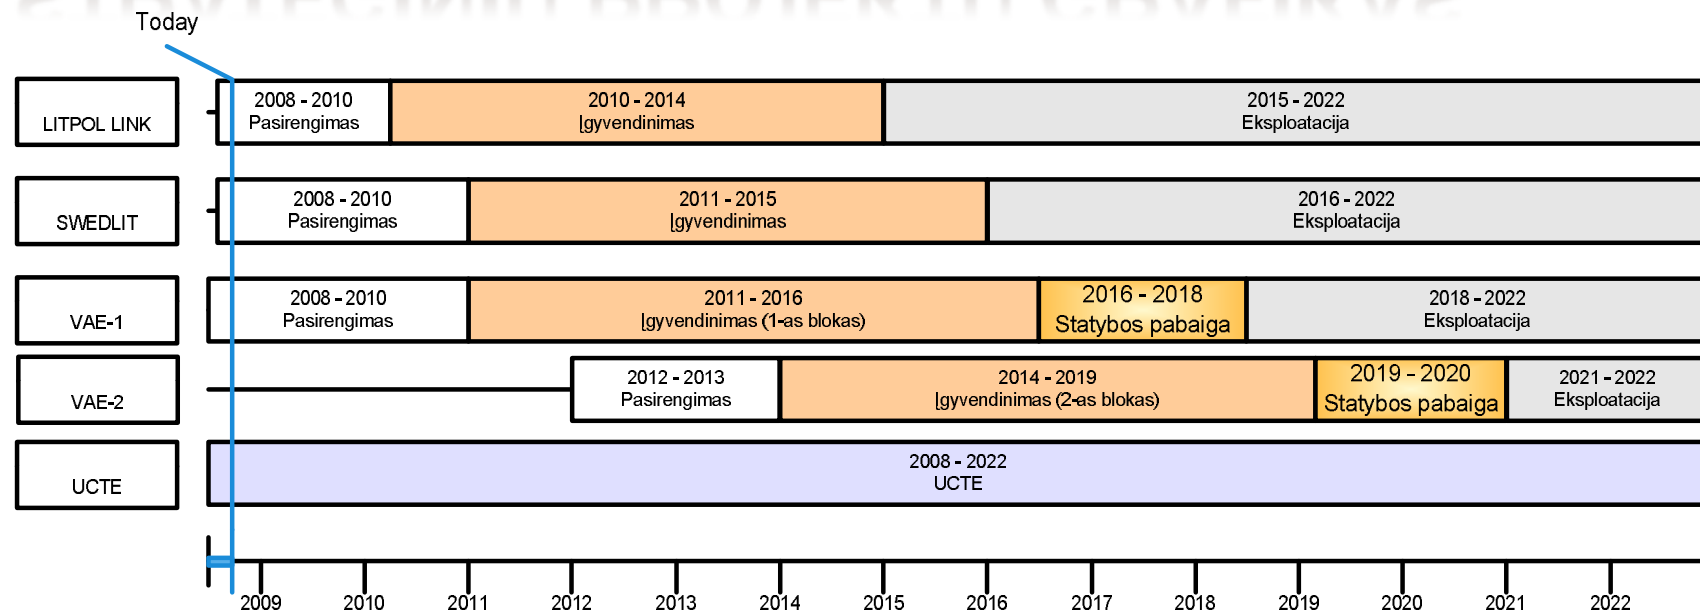 Today
LITPOL LINK
2008 - 2010
Pasirengimas
2010 - 2014
Įgyvendinimas
2015 - 2022
Eksploatacija
SWEDLIT
2008 - 2010
Pasirengimas
2011 - 2015
Įgyvendinimas
2016 - 2022
Eksploatacija
VAE-1
2008 - 2010
Pasirengimas
2011 - 2016
Įgyvendinimas (1-as blokas)
2016 - 2018
Statybos pabaiga
2018 - 2022
Eksploatacija
VAE-2
2012 - 2013
Pasirengimas
2014 - 2019
Įgyvendinimas (2-as blokas)
2019 - 2020
Statybos pabaiga
2021 - 2022
Eksploatacija
UCTE
2008 - 2022
UCTE
2009 2010 2011 2012 2013 2014 2015 2016 2017 2018 2019 2020 2021 2022